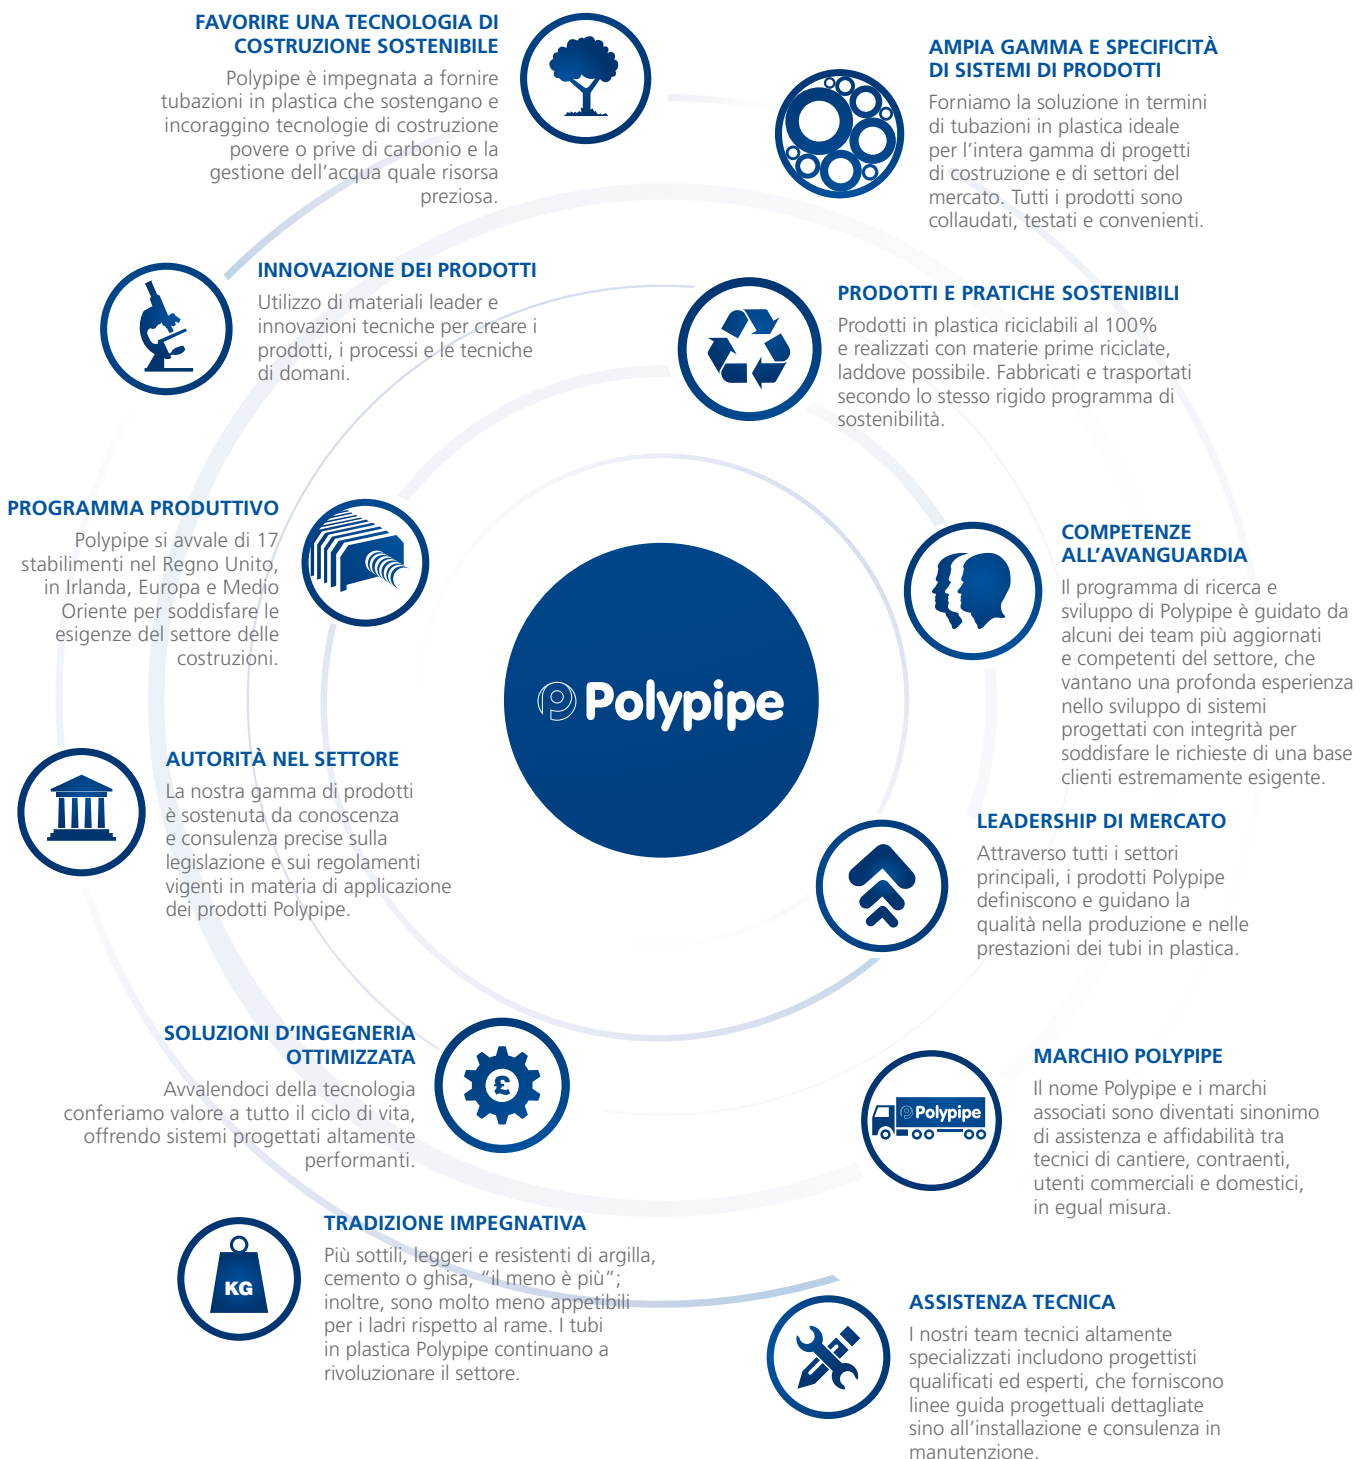 FAVORIRE UNA TECNOLOGIA DI
COSTRUZIONE SOSTENIBILE
Polypipe è impegnata a fornire
tubazioni in plastica che sostengano e
incoraggino tecnologie di costruzione
povere o prive di carbonio e la
gestione dell’acqua quale risorsa
preziosa.
AMPIA GAMMA E SPECIFICITÀ
DI SISTEMI DI PRODOTTI
Forniamo la soluzione in termini
di tubazioni in plastica ideale
per l’intera gamma di progetti
di costruzione e di settori del
mercato. Tutti i prodotti sono
collaudati, testati e convenienti.
INNOVAZIONE DEI PRODOTTI
Utilizzo di materiali leader e
innovazioni tecniche per creare i
prodotti, i processi e le tecniche
di domani.
PRODOTTI E PRATICHE SOSTENIBILI
Prodotti in plastica riciclabili al 100%
e realizzati con materie prime riciclate,
laddove possibile. Fabbricati e trasportati
secondo lo stesso rigido programma di
sostenibilità.
PROGRAMMA PRODUTTIVO
Polypipe si avvale di 17
stabilimenti nel Regno Unito,
in Irlanda, Europa e Medio
Oriente per soddisfare le
esigenze del settore delle
costruzioni.
COMPETENZE
ALL’AVANGUARDIA
Il programma di ricerca e
sviluppo di Polypipe è guidato da
alcuni dei team più aggiornati
e competenti del settore, che
vantano una profonda esperienza
nello sviluppo di sistemi
progettati con integrità per
soddisfare le richieste di una base
clienti estremamente esigente.
Polypipe
AUTORITÀ NEL SETTORE
La nostra gamma di prodotti
è sostenuta da conoscenza
e consulenza precise sulla
legislazione e sui regolamenti
vigenti in materia di applicazione
dei prodotti Polypipe.
LEADERSHIP DI MERCATO
Attraverso tutti i settori
principali, i prodotti Polypipe
definiscono e guidano la
qualità nella produzione e nelle
prestazioni dei tubi in plastica.
SOLUZIONI D’INGEGNERIA
OTTIMIZZATA
Avvalendoci della tecnologia
conferiamo valore a tutto il ciclo di vita,
offrendo sistemi progettati altamente
performanti.
£
MARCHIO POLYPIPE
Il nome Polypipe e i marchi
associati sono diventati sinonimo
di assistenza e affidabilità tra
tecnici di cantiere, contraenti,
utenti commerciali e domestici,
in egual misura.
Polypipe
TRADIZIONE IMPEGNATIVA
Più sottili, leggeri e resistenti di argilla,
cemento o ghisa, “il meno è più”;
inoltre, sono molto meno appetibili
per i ladri rispetto al rame. I tubi
in plastica Polypipe continuano a
rivoluzionare il settore.
KG
ASSISTENZA TECNICA
I nostri team tecnici altamente
specializzati includono progettisti
qualificati ed esperti, che forniscono
linee guida progettuali dettagliate
sino all’installazione e consulenza in
manutenzione.